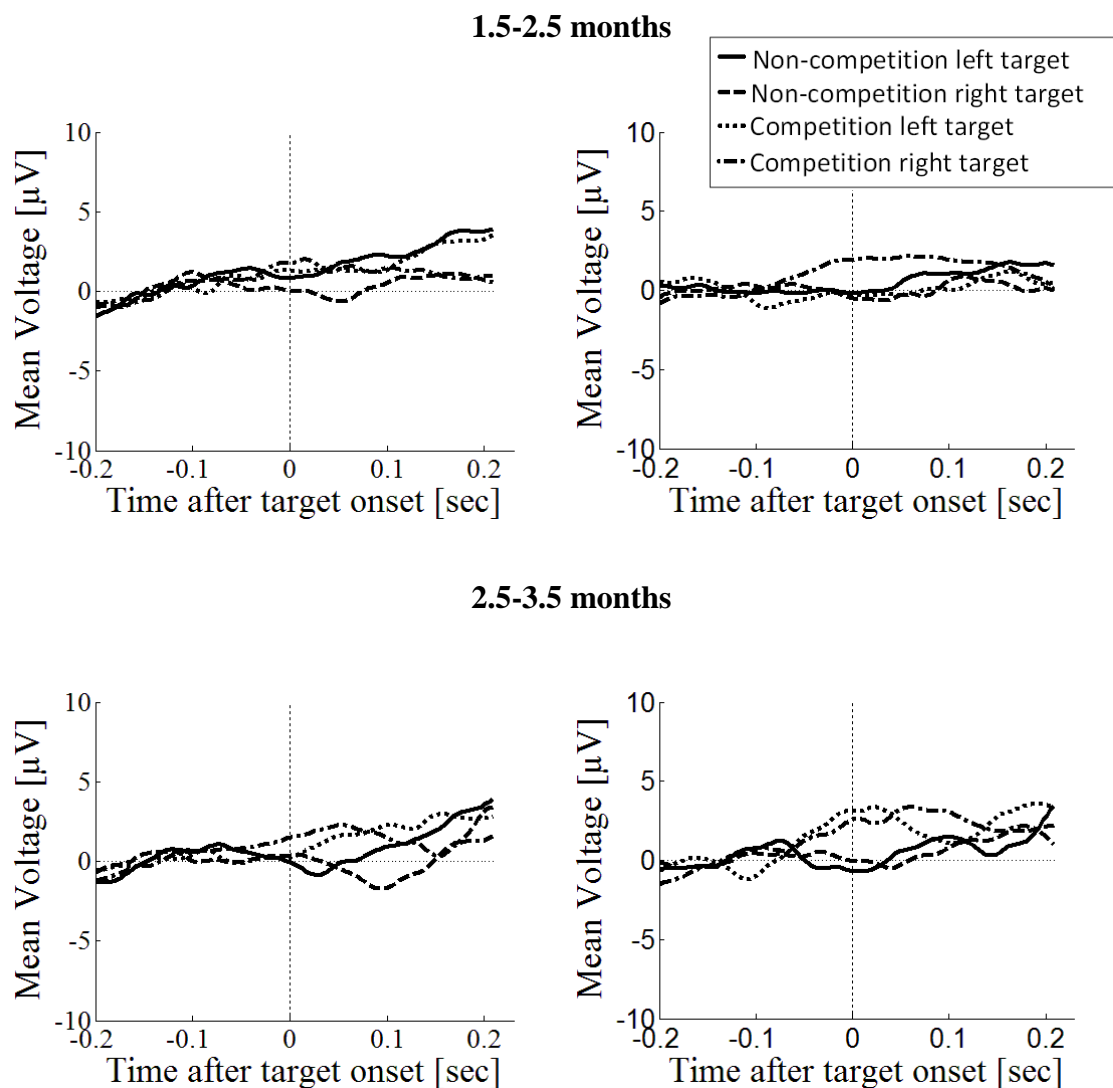 1.5-2.5 months
Non-competition left target
Non-competition right target
Competition left target
Competition right target
Mean Voltage [µV]
10
5
0
-5
-10
-0.2 -0.1 0 0.1 0.2
Time after target onset [sec]
Mean Voltage [µV]
10
5
0
-5
-10
-0.2 -0.1 0 0.1 0.2
Time after target onset [sec]
2.5-3.5 months
Mean Voltage [µV]
10
5
0
-5
-10
-0.2 -0.1 0 0.1 0.2
Time after target onset [sec]
Mean Voltage [µV]
10
5
0
-5
-10
-0.2 -0.1 0 0.1 0.2
Time after target onset [sec]